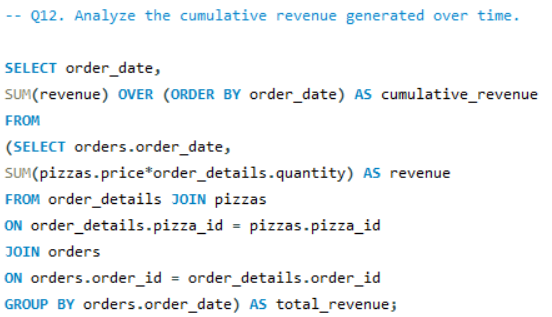 -- Q12. Analyze the cumulative revenue generated over time.
SELECT order_date,
SUM(revenue) OVER (ORDER BY order_date) AS cumulative_revenue
FROM
(SELECT orders.order_date,
SUM(pizzas.price*order_details.quantity) AS revenue
FROM order_details JOIN pizzas
ON order_details.pizza_id = pizzas.pizza_id
JOIN orders
ON orders.order_id = order_details.order_id
GROUP BY orders.order_date) AS total_revenue;